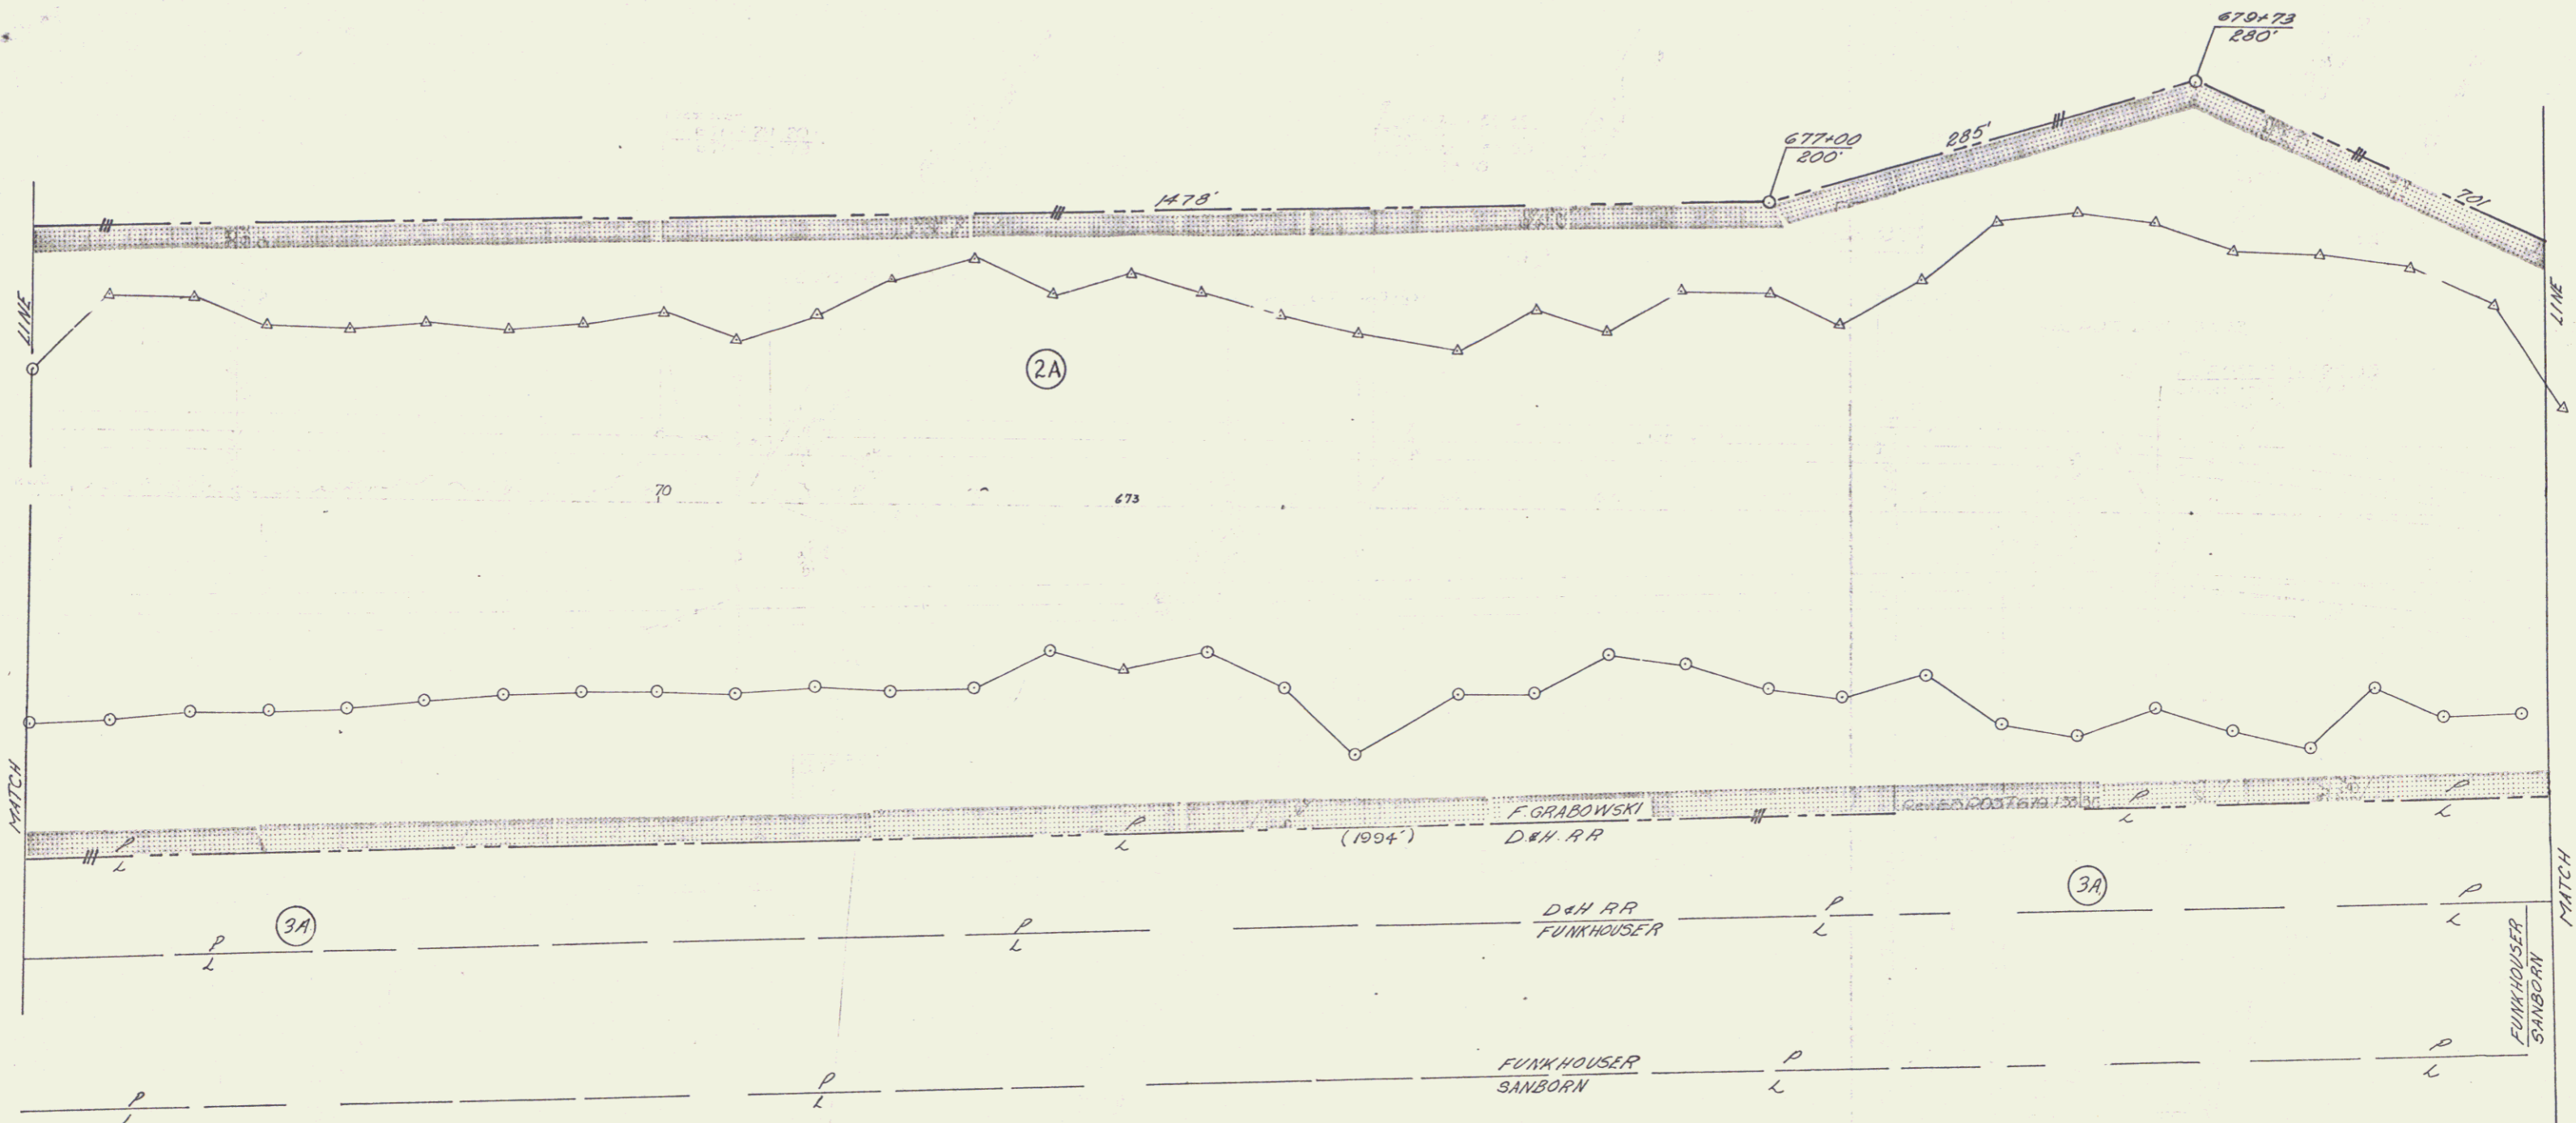 679+73
280'
677+00
200'
285'
1478'
701
LINE
LINE
2A
70
673
MATCH
F. GRABOWSKI
D&H. RR
(1994')
P
L
P
L
P
L
P
L
3A
3A
MATCH
D&H RR
FUNKHOUSER
P
L
P
L
P
L
P
L
FUNKHOUSER
SANBORN
FUNKHOUSER
SANBORN
P
L
P
L
P
L
P
L